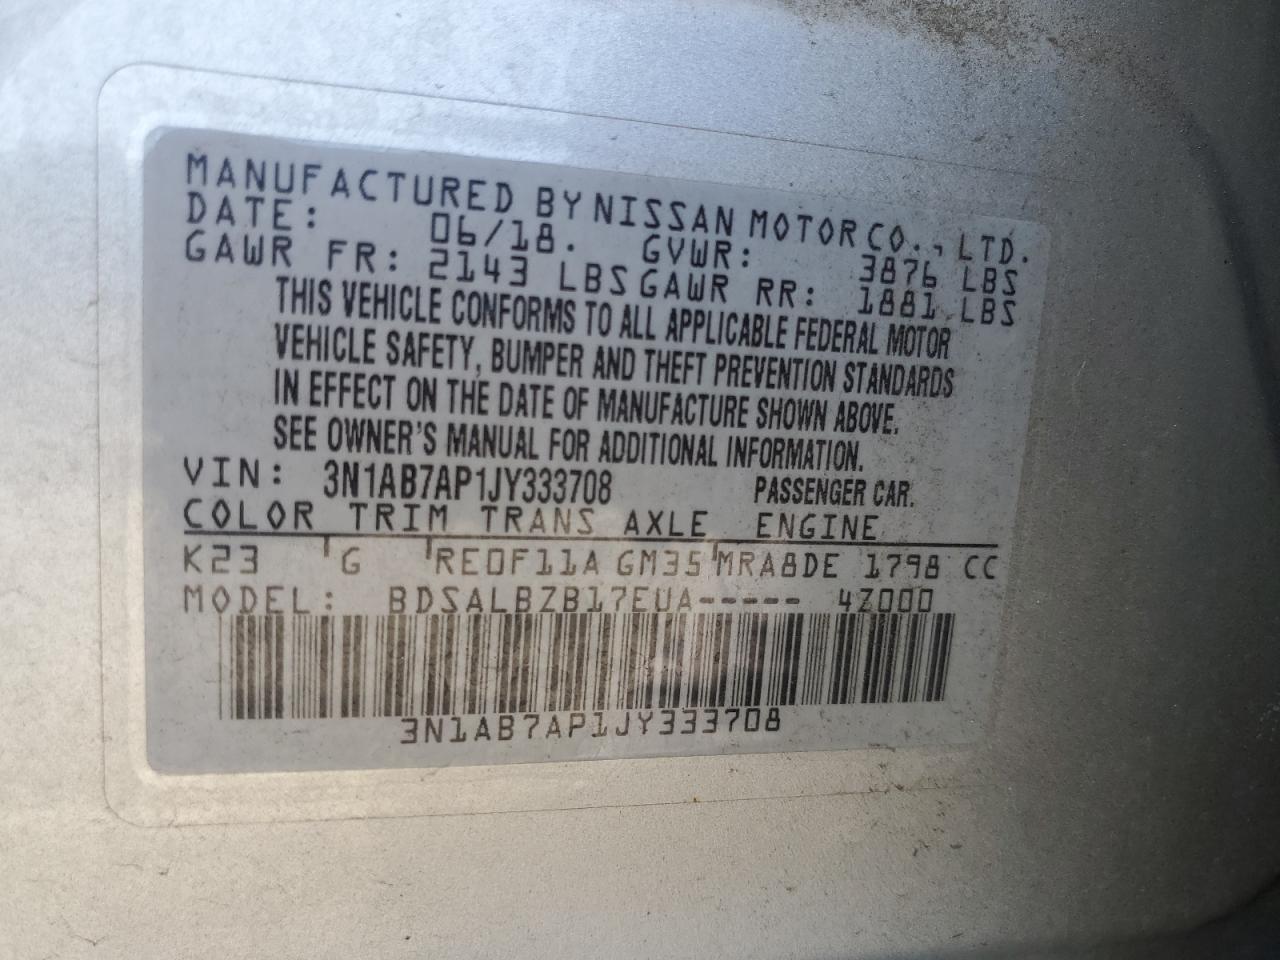 MANUFACTURED BY NISSAN MOTOR CO., LTD.
DATE: 06/18. GVWR: 3876 LBS
GAWR FR: 2143 LBS GAWR RR: 1881 LBS
THIS VEHICLE CONFORMS TO ALL APPLICABLE FEDERAL MOTOR
VEHICLE SAFETY, BUMPER AND THEFT PREVENTION STANDARDS
IN EFFECT ON THE DATE OF MANUFACTURE SHOWN ABOVE.
SEE OWNER'S MANUAL FOR ADDITIONAL INFORMATION.
VIN: 3N1AB7AP1JY333708 PASSENGER CAR.
COLOR TRIM TRANS AXLE ENGINE
K23 G RE0F11A GM35 MRA8DE 1798 CC
MODEL: BDSALBZB17EUA----- 4Z000
3N1AB7AP1JY333708